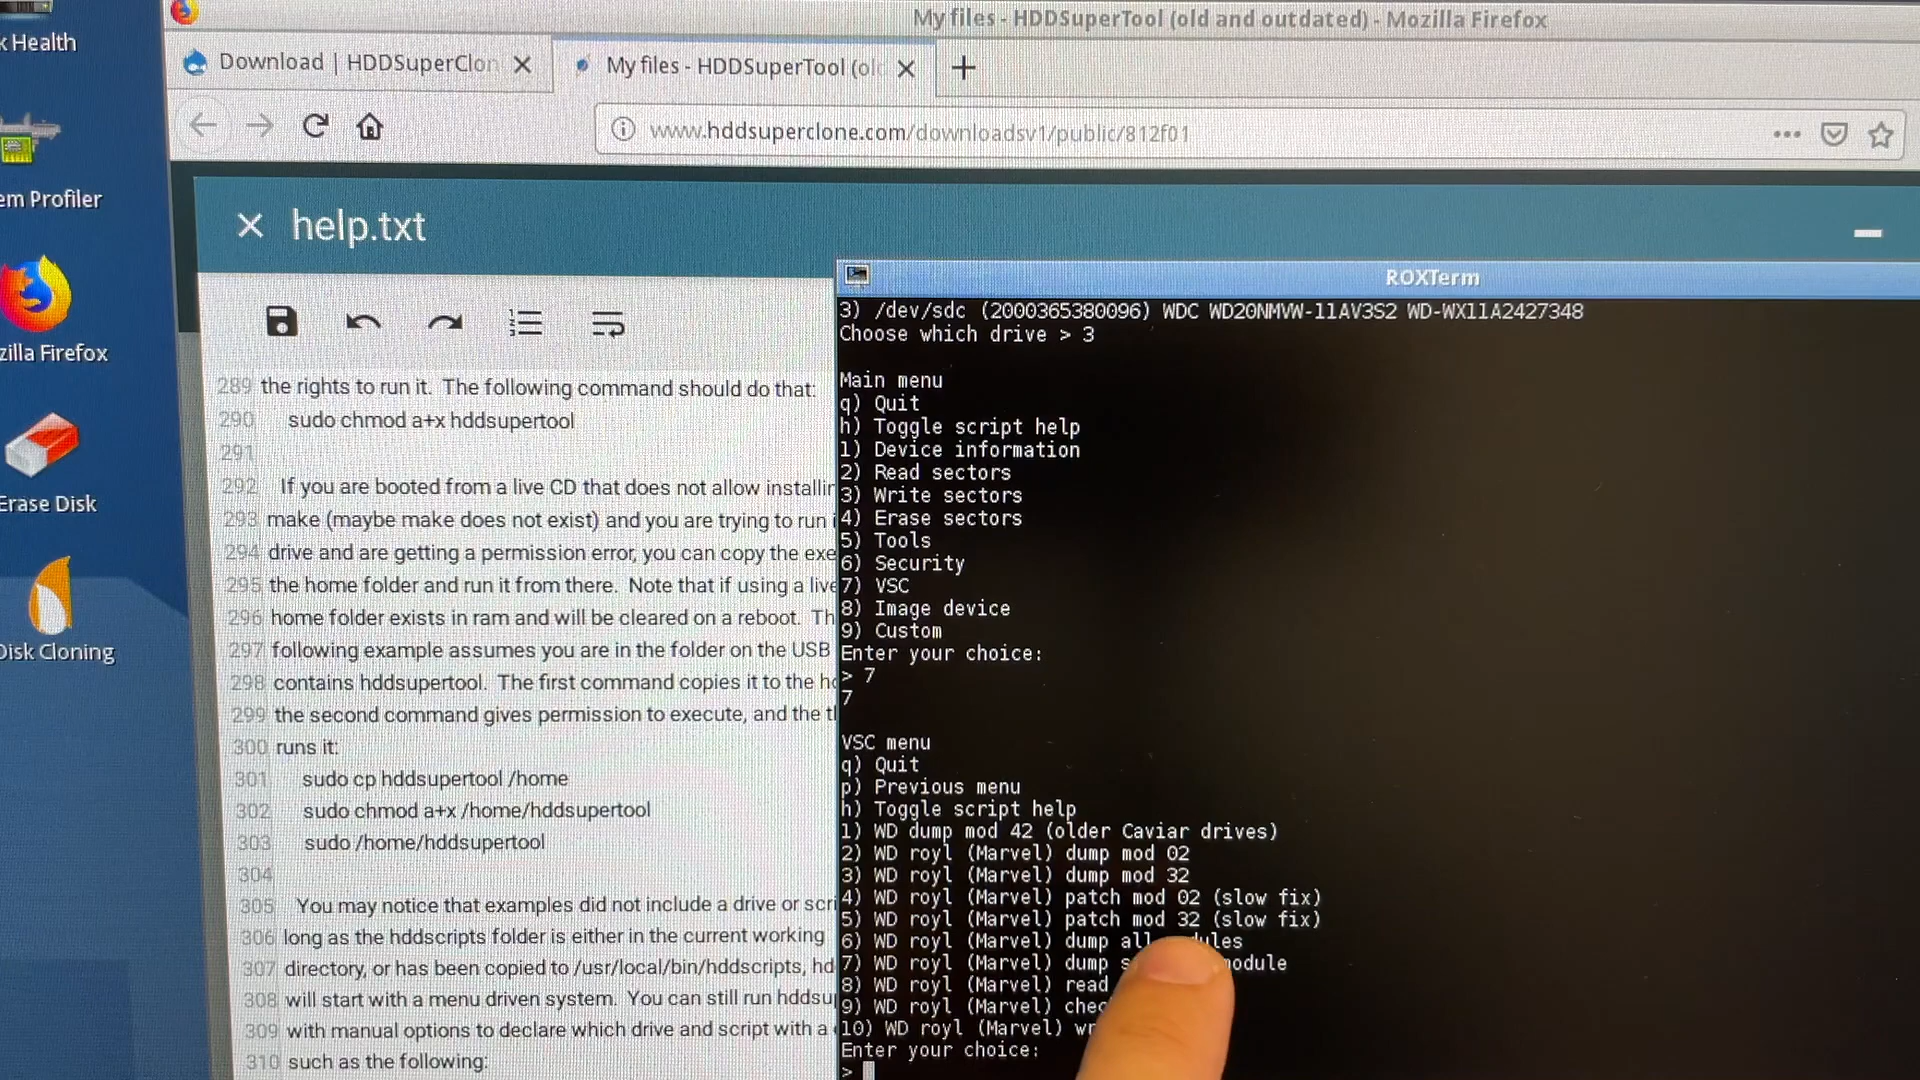 My files - HDDSuperTool (old and outdated) - Mozilla Firefox
Download | HDDSuperClon
My files - HDDSuperTool (old
www.hddsuperclone.com/downloadsv1/public/812f01
k Health
em Profiler
zilla Firefox
Erase Disk
Disk Cloning
help.txt
289 the rights to run it. The following command should do that:
290 sudo chmod a+x hddsupertool
291
292 If you are booted from a live CD that does not allow installin
293 make (maybe make does not exist) and you are trying to run i
294 drive and are getting a permission error, you can copy the exe
295 the home folder and run it from there. Note that if using a live
296 home folder exists in ram and will be cleared on a reboot. Th
297 following example assumes you are in the folder on the USB
298 contains hddsupertool. The first command copies it to the ho
299 the second command gives permission to execute, and the th
300 runs it:
301 sudo cp hddsupertool /home
302 sudo chmod a+x /home/hddsupertool
303 sudo /home/hddsupertool
304
305 You may notice that examples did not include a drive or scri
306 long as the hddscripts folder is either in the current working
307 directory, or has been copied to /usr/local/bin/hddscripts, hd
308 will start with a menu driven system. You can still run hddsu
309 with manual options to declare which drive and script with a
310 such as the following:
ROXTerm
3) /dev/sdc (2000365380096) WDC WD20NMVW-11AV3S2 WD-WX11A2427348
Choose which drive > 3
Main menu
q) Quit
h) Toggle script help
1) Device information
2) Read sectors
3) Write sectors
4) Erase sectors
5) Tools
6) Security
7) VSC
8) Image device
9) Custom
Enter your choice:
> 7
7
VSC menu
q) Quit
p) Previous menu
h) Toggle script help
1) WD dump mod 42 (older Caviar drives)
2) WD royl (Marvel) dump mod 02
3) WD royl (Marvel) dump mod 32
4) WD royl (Marvel) patch mod 02 (slow fix)
5) WD royl (Marvel) patch mod 32 (slow fix)
6) WD royl (Marvel) dump all modules
7) WD royl (Marvel) dump s module
8) WD royl (Marvel) read
9) WD royl (Marvel) chec
10) WD royl (Marvel) wr
Enter your choice:
>